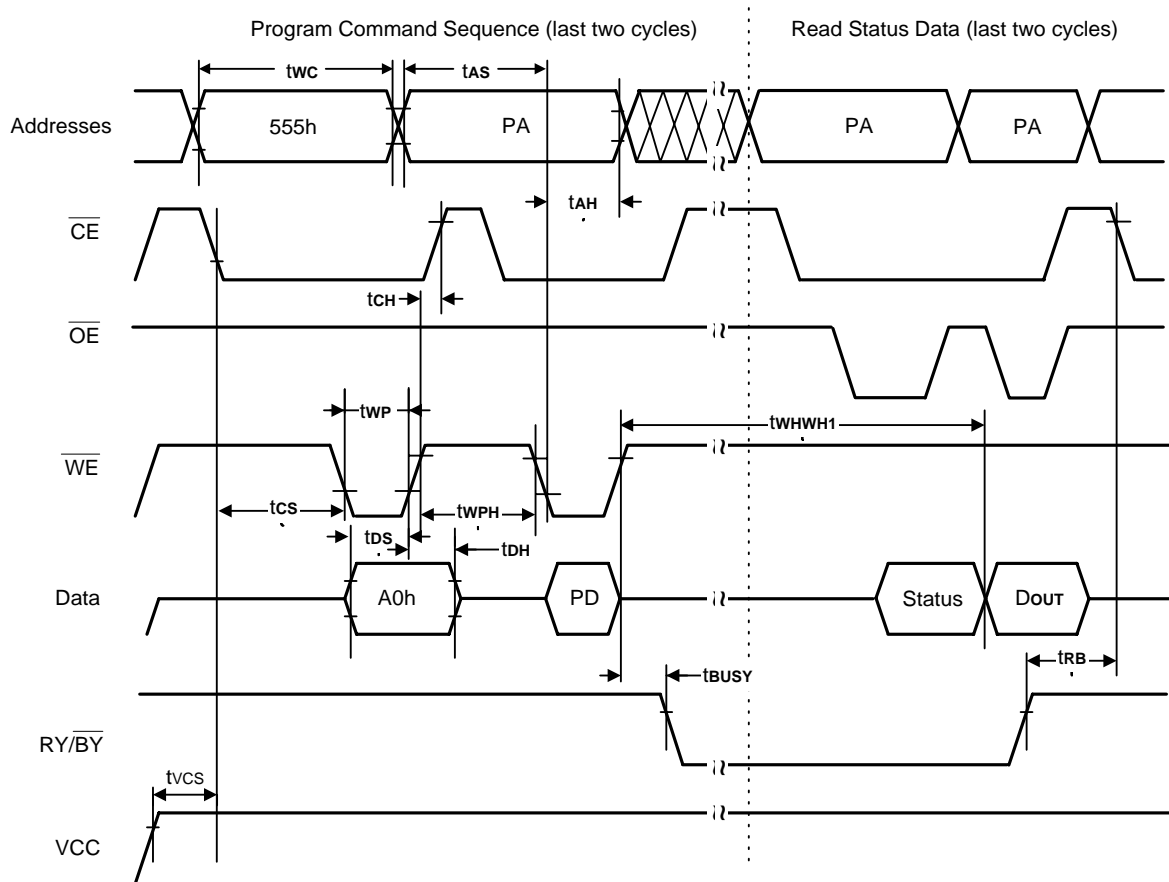 Program Command Sequence (last two cycles)
Read Status Data (last two cycles)
tWC
tAS
Addresses
555h
PA
PA
PA
tAH
CE
tCH
OE
tWP
tWHWH1
WE
tCS
tWPH
tDS
tDH
Data
A0h
PD
Status
DOUT
tBUSY
tRB
RY/BY
tVCS
VCC